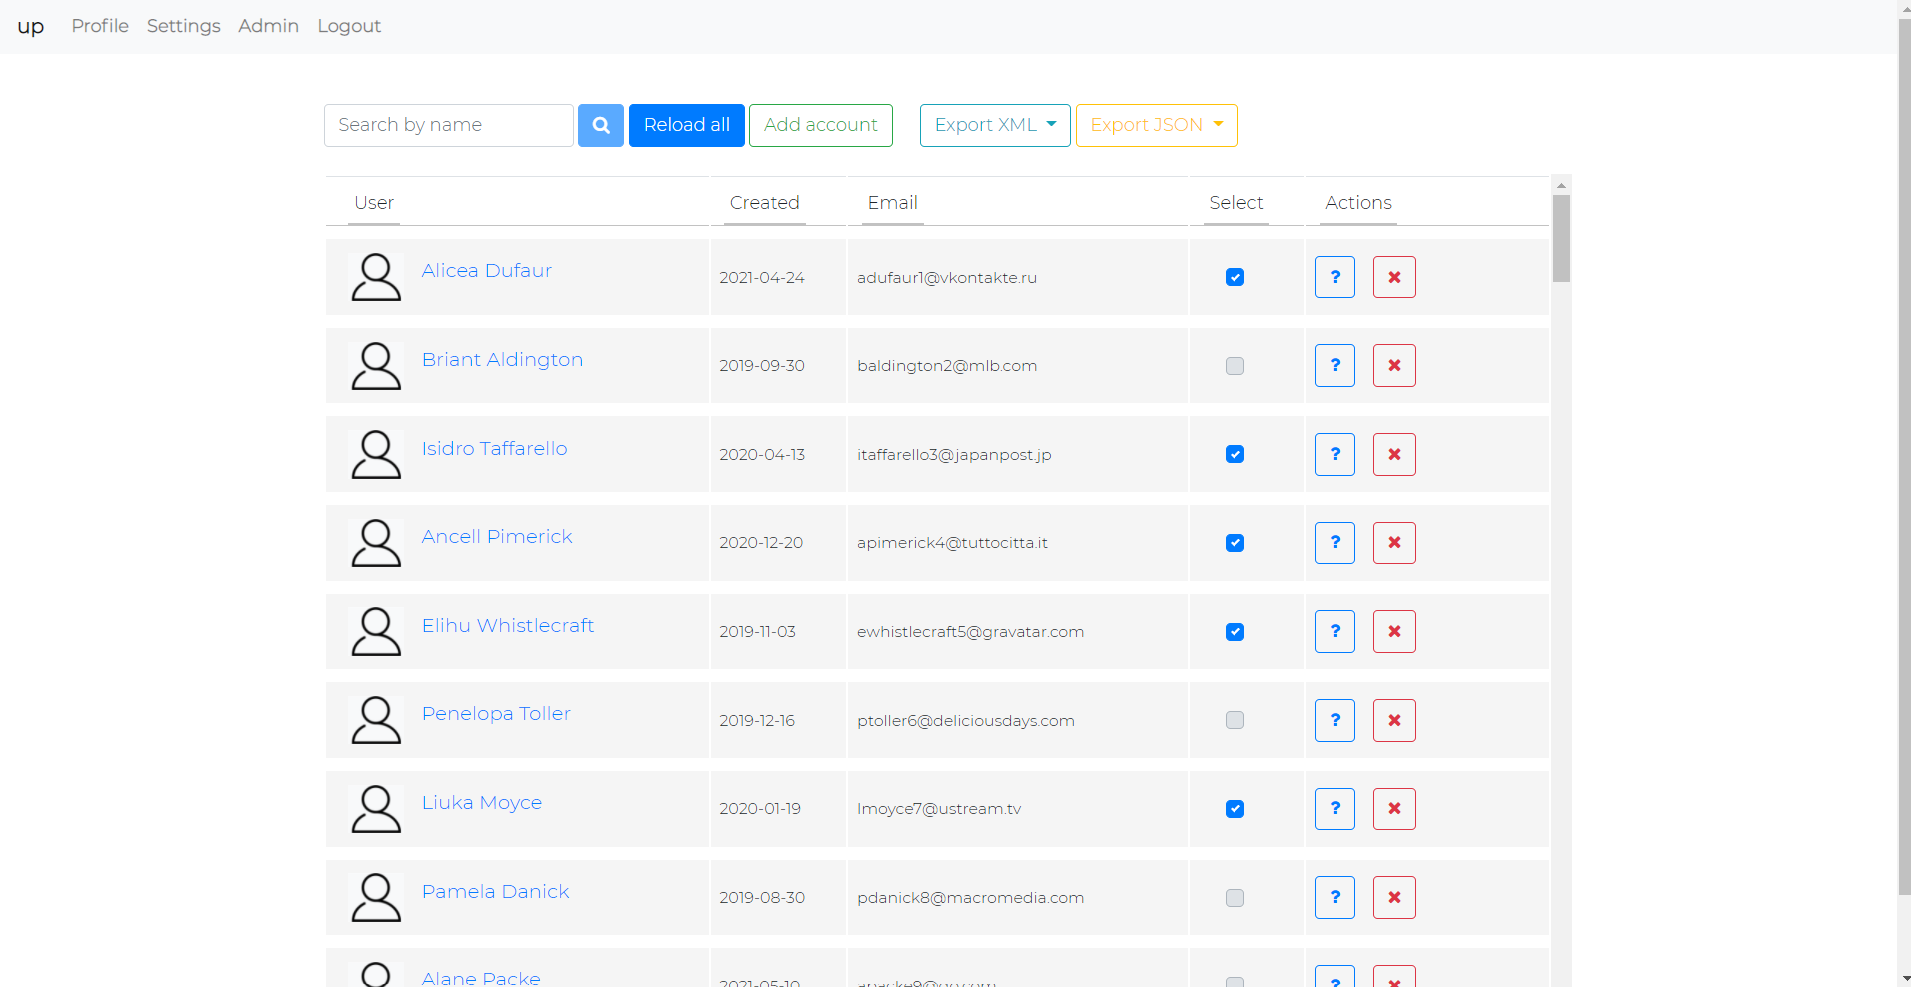 up Profile Settings Admin Logout
Search by name Reload all Add account Export XML Export JSON
User Created Email Select Actions
Alicea Dufaur 2021-04-24 adufaur1@vkontakte.ru ?
Briant Aldington 2019-09-30 baldington2@mlb.com ?
Isidro Taffarello 2020-04-13 itaffarello3@japanpost.jp ?
Ancell Pimerick 2020-12-20 apimerick4@tuttocitta.it ?
Elihu Whistlecraft 2019-11-03 ewhistlecraft5@gravatar.com ?
Penelopa Toller 2019-12-16 ptoller6@deliciousdays.com ?
Liuka Moyce 2020-01-19 lmoyce7@ustream.tv ?
Pamela Danick 2019-08-30 pdanick8@macromedia.com ?
Alane Packe 2021-05-10 ?